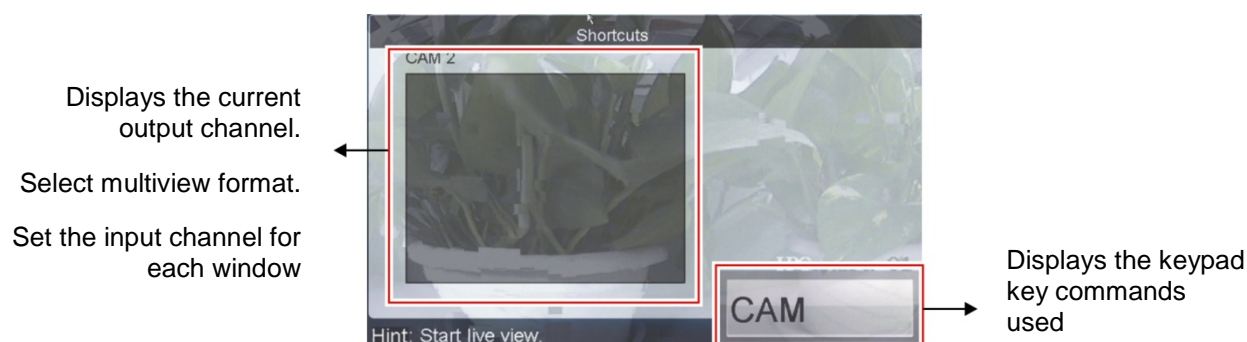 Shortcuts
CAM 2
Displays the current
output channel.
Select multiview format.
Set the input channel for
each window
CAM
Hint: Start live view.
Displays the keypad
key commands
used